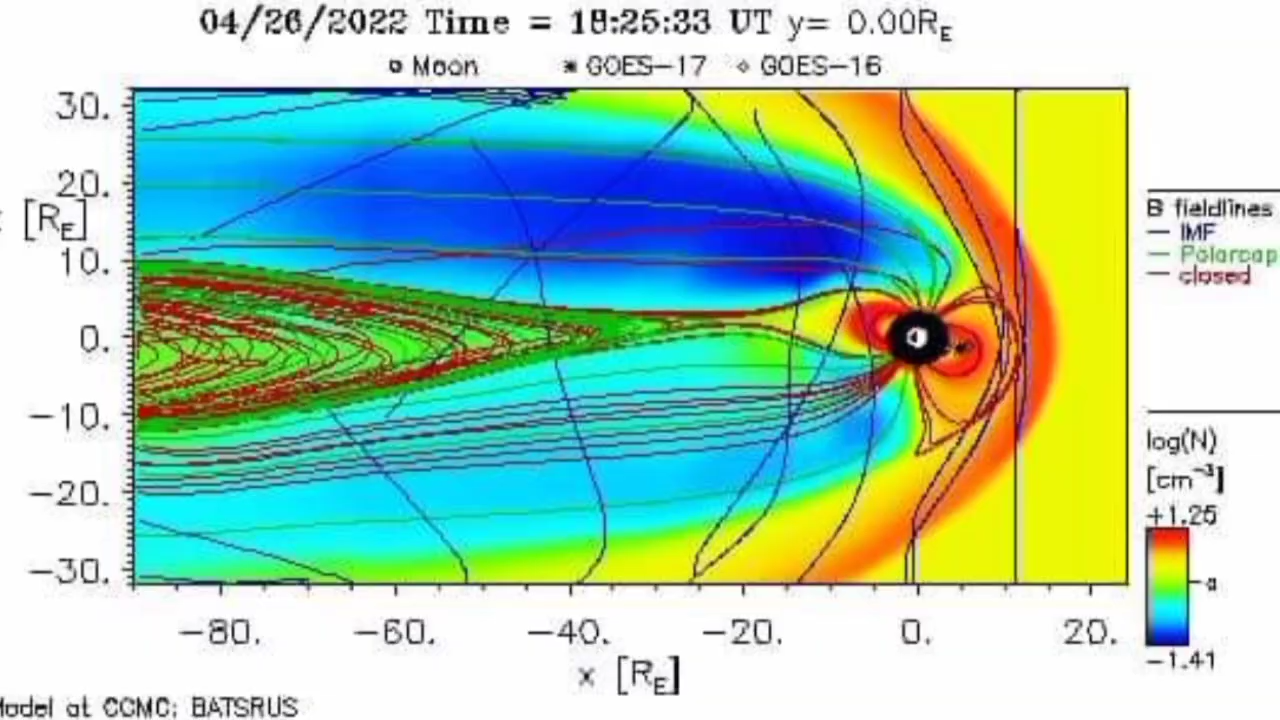 04/26/2022 Time = 18:25:33 UT y= 0.00RE
Moon GOES-17 GOES-16
30.
20.
[RE]
10.
0.
-10.
-20.
-30.
-80. -60. -40. -20. 0. 20.
x [RE]
B fieldlines
IMF
Polarcap
closed
log(N)
[cm-3]
+1.25
-1.41
Model at CCMC: BATSRUS